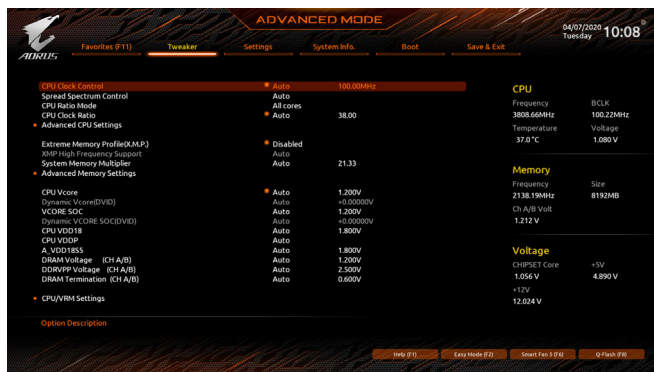 ADVANCED MODE
04/07/2020 10:08
Tuesday
AORUS
Favorites (F11) Tweaker Settings System Info. Boot Save & Exit
CPU Clock Control Auto 100.00MHz
Spread Spectrum Control Auto
CPU Ratio Mode All cores
CPU Clock Ratio Auto 38.00
Advanced CPU Settings
Extreme Memory Profile(X.M.P.) Disabled
XMP High Frequency Support Auto
System Memory Multiplier Auto 21.33
Advanced Memory Settings
CPU Vcore Auto 1.200V
Dynamic Vcore(DVID) Auto +0.00000V
VCORE SOC Auto 1.200V
Dynamic VCORE SOC(DVID) Auto +0.00000V
CPU VDD18 Auto 1.800V
CPU VDDP Auto
A_VDD18S5 Auto 1.800V
DRAM Voltage (CH A/B) Auto 1.200V
DDRVPP Voltage (CH A/B) Auto 2.500V
DRAM Termination (CH A/B) Auto 0.600V
CPU/VRM Settings
Option Description
CPU
Frequency BCLK
3808.66MHz 100.22MHz
Temperature Voltage
37.0 °C 1.080 V
Memory
Frequency Size
2138.19MHz 8192MB
Ch A/B Volt
1.212 V
Voltage
CHIPSET Core +5V
1.056 V 4.890 V
+12V
12.024 V
Help (F1) Easy Mode (F2) Smart Fan 5 (F6) Q-Flash (F8)